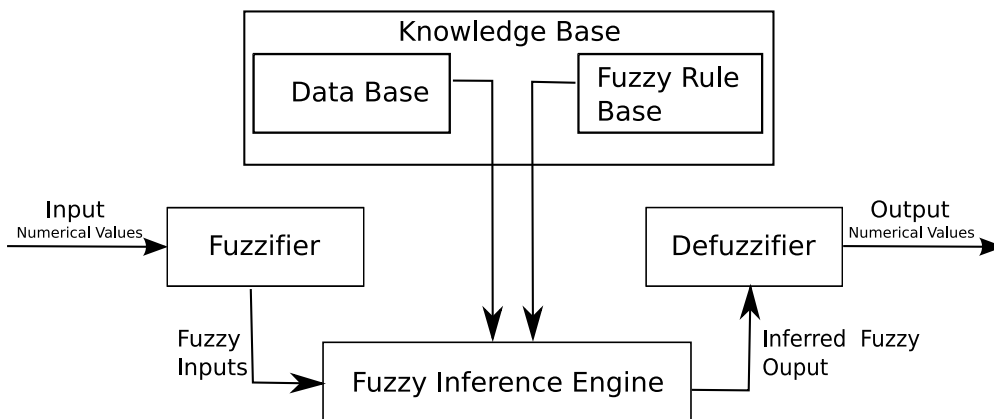 Knowledge Base
Data Base
Fuzzy Rule
Base
Input
Numerical Values
Fuzzifier
Defuzzifier
Output
Numerical Values
Fuzzy
Inputs
Fuzzy Inference Engine
Inferred Fuzzy
Ouput